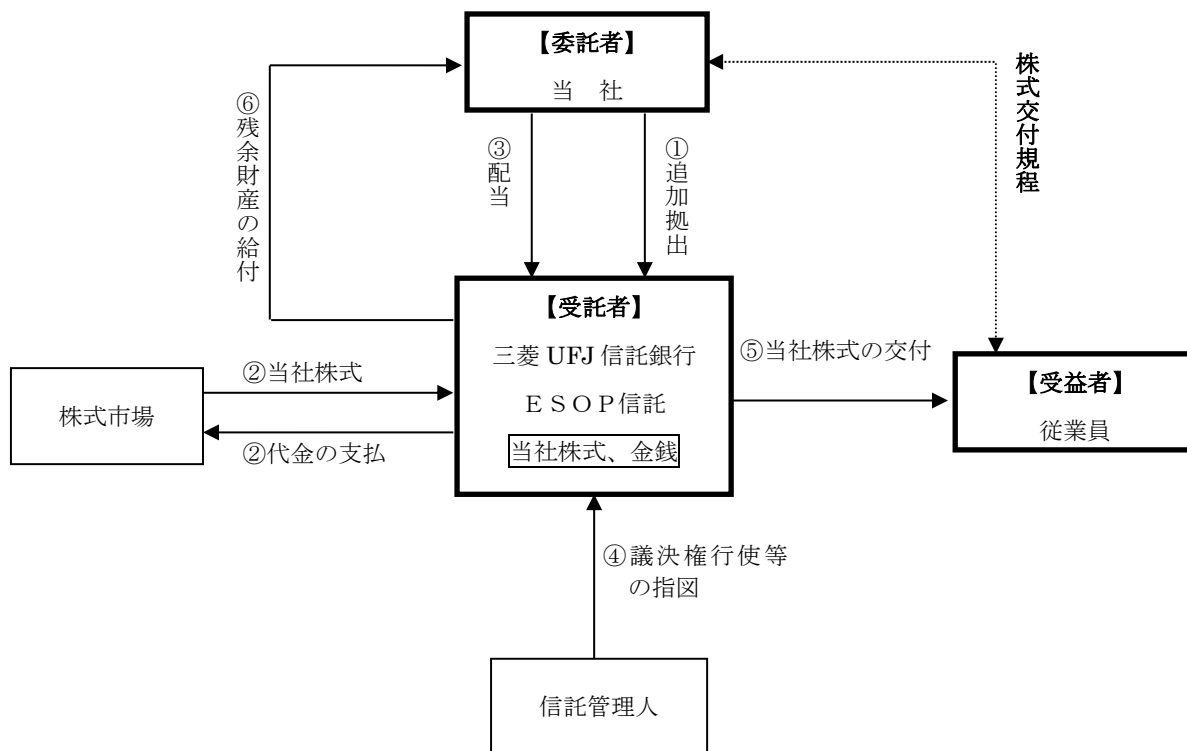 【委託者】
当 社
株式交付規程
⑥残余財産の給付
③配当
①追加拠出
【受託者】
三菱 UFJ 信託銀行
ESOP信託
当社株式、金銭
②当社株式
②代金の支払
株式市場
⑤当社株式の交付
【受益者】
従業員
④議決権行使等
の指図
信託管理人